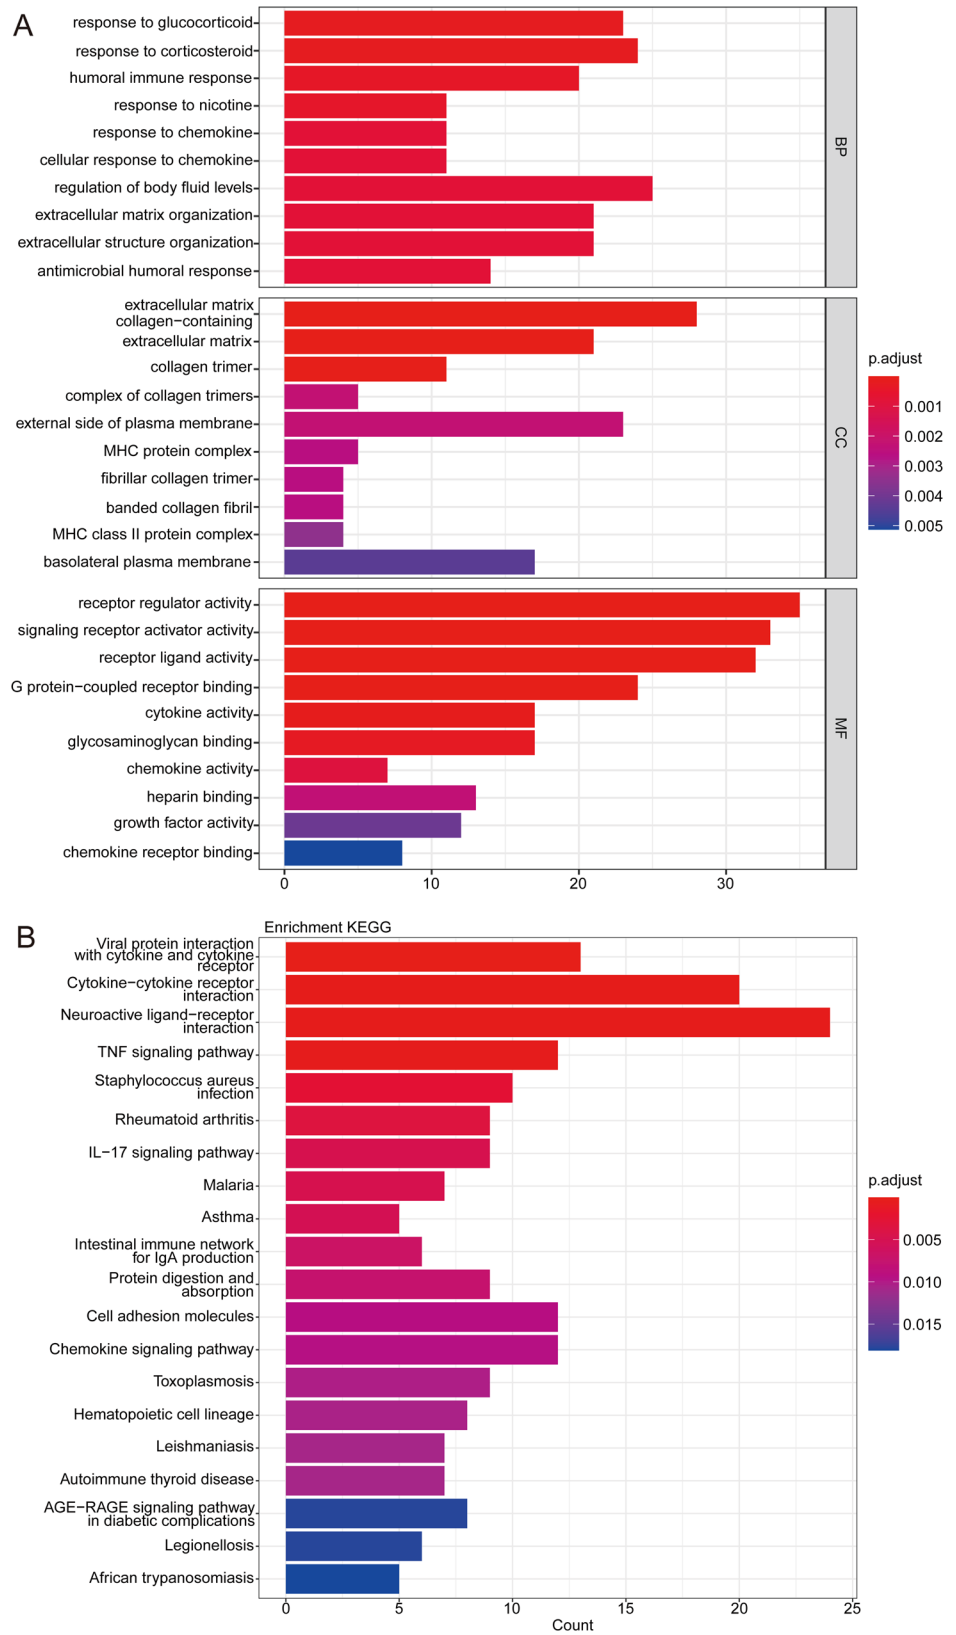 A
response to glucocorticoid
response to corticosteroid
humoral immune response
response to nicotine
response to chemokine
cellular response to chemokine
regulation of body fluid levels
extracellular matrix organization
extracellular structure organization
antimicrobial humoral response
BP
extracellular matrix
collagen−containing
extracellular matrix
collagen trimer
complex of collagen trimers
external side of plasma membrane
MHC protein complex
fibrillar collagen trimer
banded collagen fibril
MHC class II protein complex
basolateral plasma membrane
CC
receptor regulator activity
signaling receptor activator activity
receptor ligand activity
G protein−coupled receptor binding
cytokine activity
glycosaminoglycan binding
chemokine activity
heparin binding
growth factor activity
chemokine receptor binding
MF
0 10 20 30
p.adjust
0.001
0.002
0.003
0.004
0.005
B
Enrichment KEGG
Viral protein interaction
with cytokine and cytokine
receptor
Cytokine−cytokine receptor
interaction
Neuroactive ligand−receptor
interaction
TNF signaling pathway
Staphylococcus aureus
infection
Rheumatoid arthritis
IL−17 signaling pathway
Malaria
Asthma
Intestinal immune network
for IgA production
Protein digestion and
absorption
Cell adhesion molecules
Chemokine signaling pathway
Toxoplasmosis
Hematopoietic cell lineage
Leishmaniasis
Autoimmune thyroid disease
AGE−RAGE signaling pathway
in diabetic complications
Legionellosis
African trypanosomiasis
0 5 10 15 20 25
Count
p.adjust
0.005
0.010
0.015